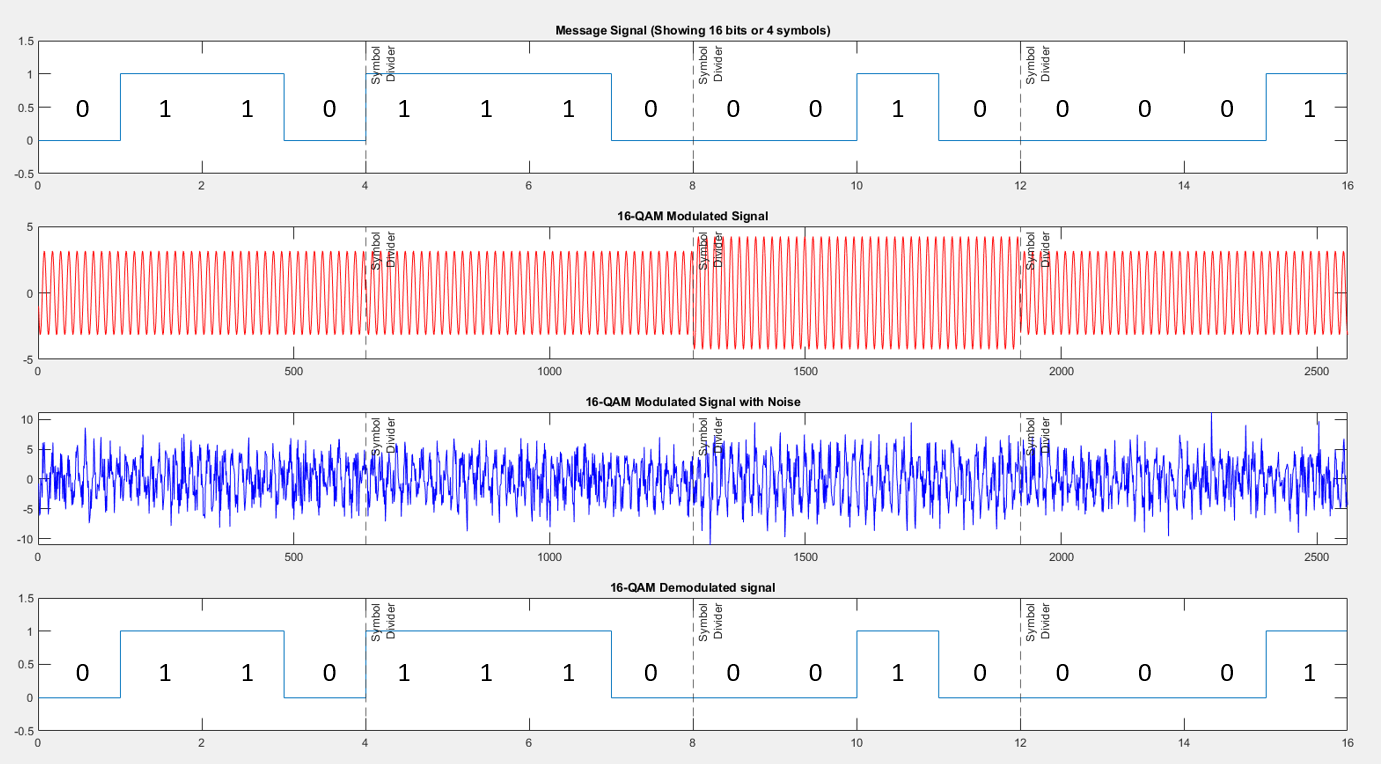 Message Signal (Showing 16 bits or 4 symbols)
1.5
1
0.5
0
-0.5
Symbol
Divider
Symbol
Divider
Symbol
Divider
0 1 1 0 1 1 1 0 0 0 1 0 0 0 0 1
0 2 4 6 8 10 12 14 16
16-QAM Modulated Signal
5
0
-5
Symbol
Divider
Symbol
Divider
Symbol
Divider
0 500 1000 1500 2000 2500
16-QAM Modulated Signal with Noise
10
5
0
-5
-10
Symbol
Divider
Symbol
Divider
Symbol
Divider
0 500 1000 1500 2000 2500
16-QAM Demodulated signal
1.5
1
0.5
0
-0.5
Symbol
Divider
Symbol
Divider
Symbol
Divider
0 1 1 0 1 1 1 0 0 0 1 0 0 0 0 1
0 2 4 6 8 10 12 14 16